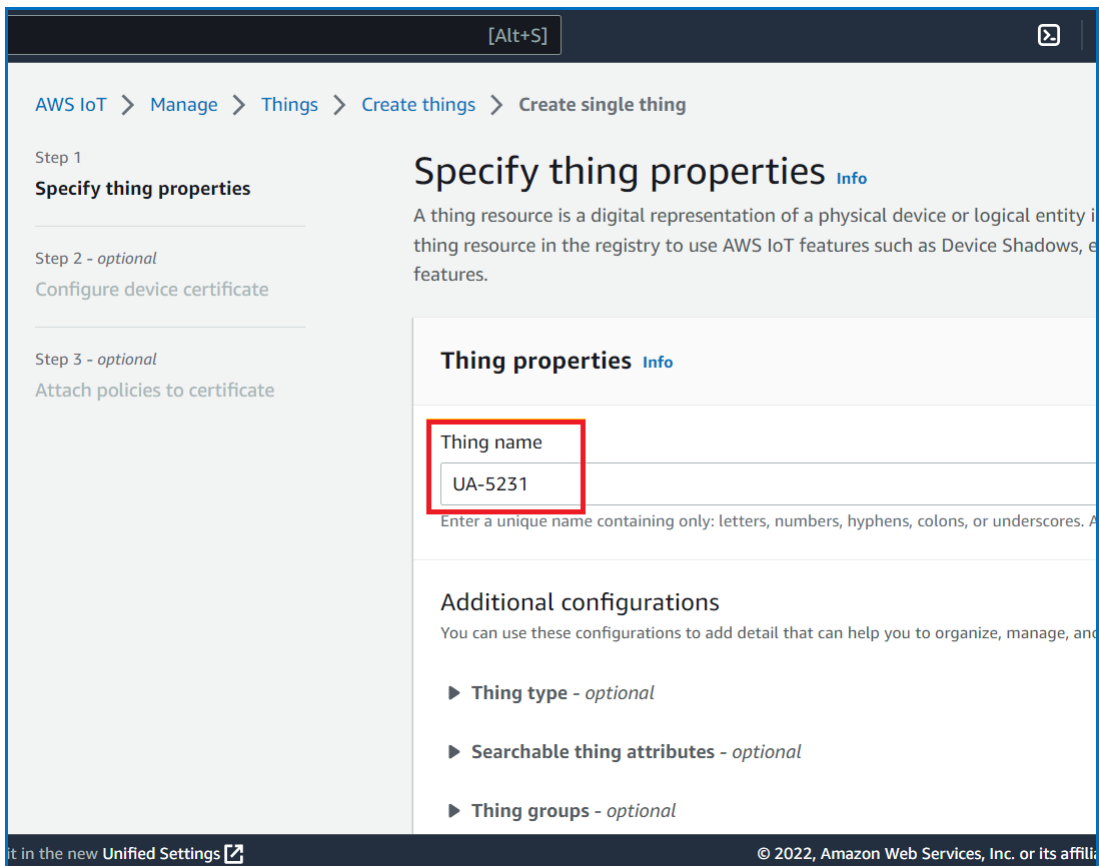 [Alt+S]
AWS IoT > Manage > Things > Create things > Create single thing
Step 1
Specify thing properties
Step 2 - optional
Configure device certificate
Step 3 - optional
Attach policies to certificate
Specify thing properties Info
A thing resource is a digital representation of a physical device or logical entity
thing resource in the registry to use AWS IoT features such as Device Shadows,
features.
Thing properties Info
Thing name
UA-5231
Enter a unique name containing only: letters, numbers, hyphens, colons, or underscores.
Additional configurations
You can use these configurations to add detail that can help you to organize, manage,
Thing type - optional
Searchable thing attributes - optional
Thing groups - optional
it in the new Unified Settings
© 2022, Amazon Web Services, Inc. or its